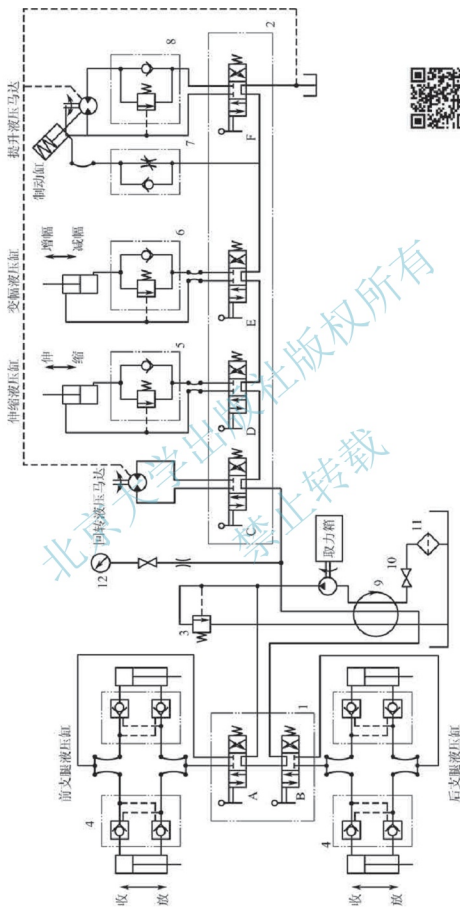 提升液压马达
制动缸
8
7
2
F
变幅液压缸
增幅
减幅
6
E
伸缩液压缸
伸
缩
5
D
回转液压马达
C
12
3
取力箱
9
10
11
前支腿液压缸
4
收
放
A
B
1
后支腿液压缸
4
收
放
北京大学出版社版权所有
禁止转载